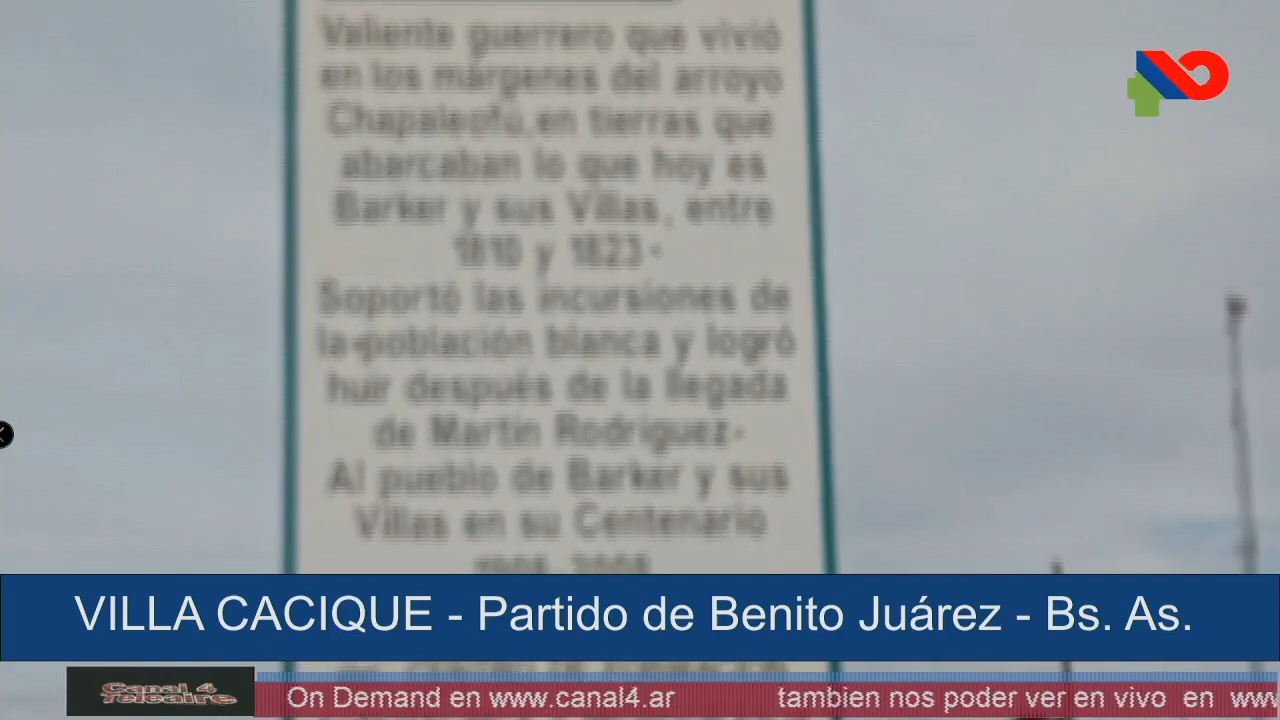 Valiente guerrero que vivió
en los márgenes del arroyo
Chapaleofú,en tierras que
abarcaban lo que hoy es
Barker y sus Villas, entre
1810 y 1823-
Soportó las incursiones de
la población blanca y logró
huir después de la llegada
de Martín Rodriguez-
Al pueblo de Barker y sus
Villas en su Centenario
VILLA CACIQUE - Partido de Benito Juárez - Bs. As.
Canal 4
Teleaire
On Demand en www.canal4.ar tambien nos poder ver en vivo en www